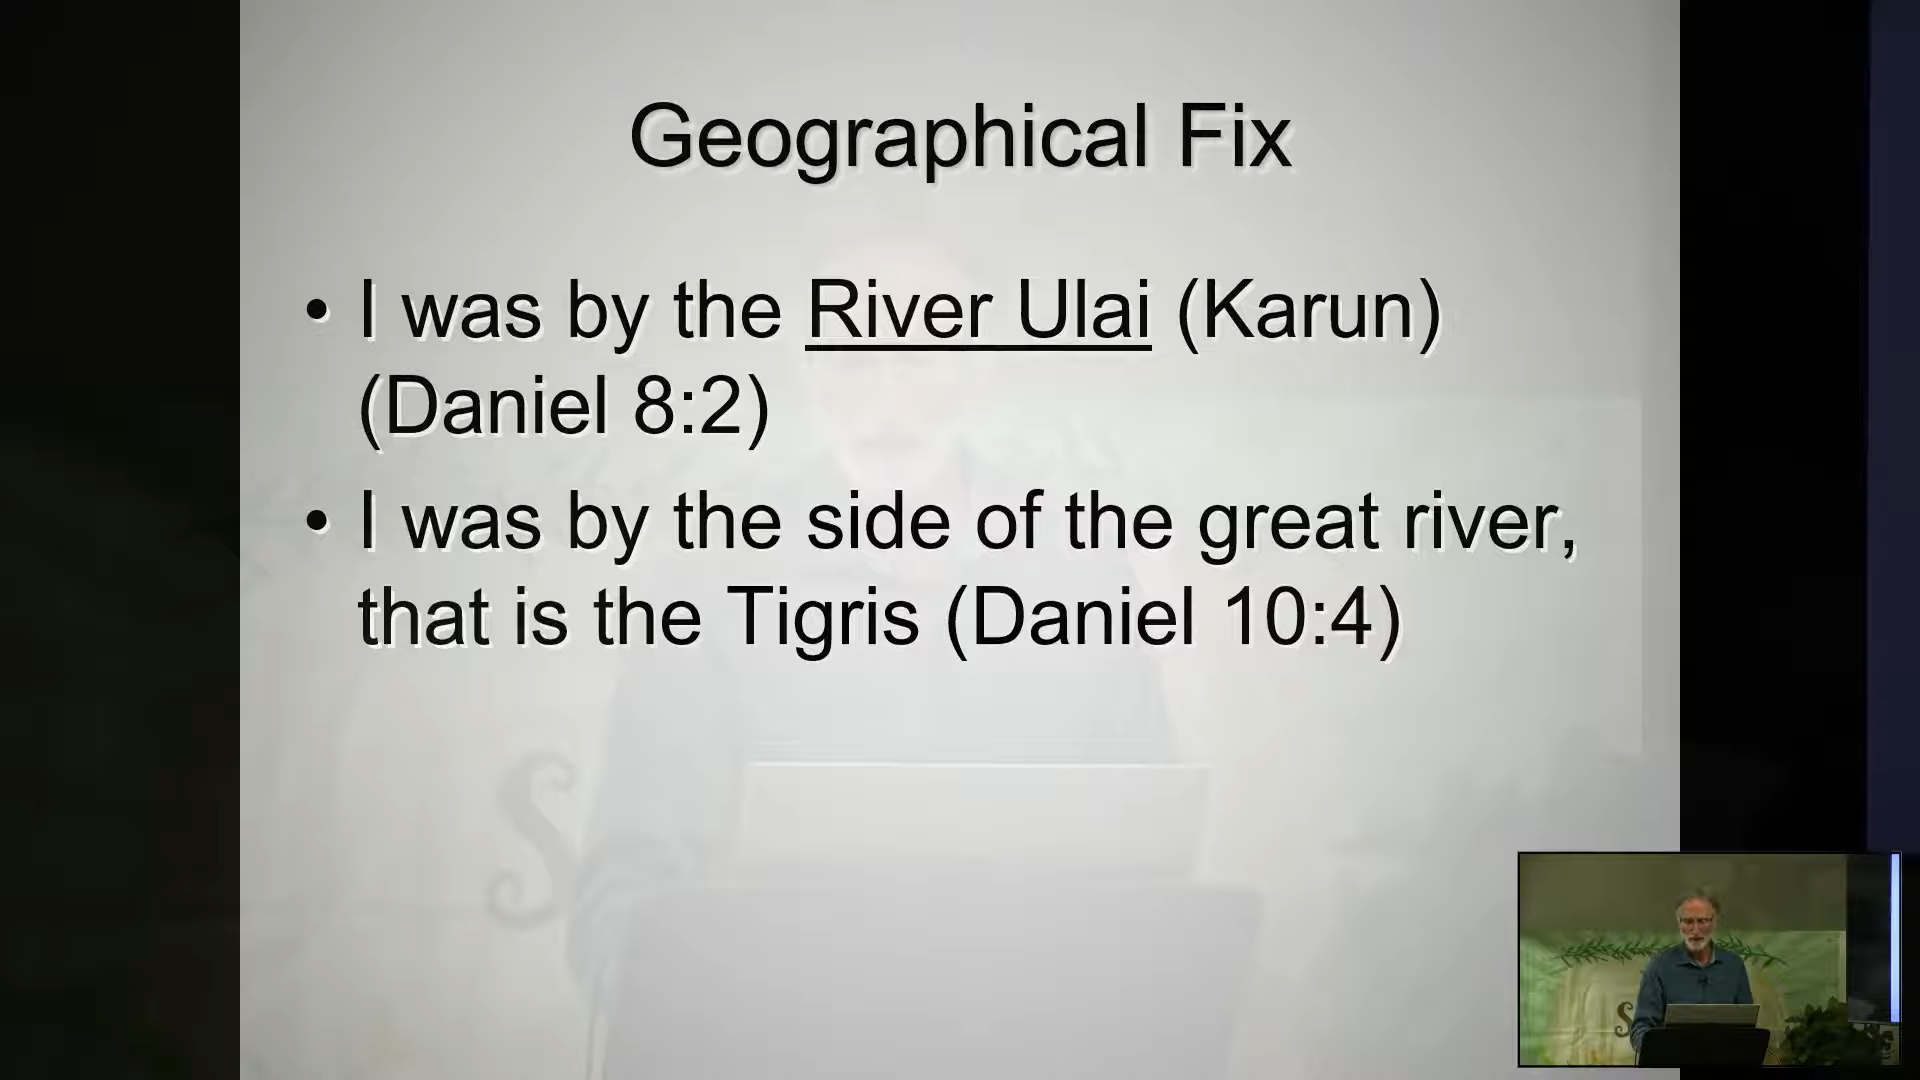 Geographical Fix
• I was by the River Ulai (Karun)
(Daniel 8:2)
• I was by the side of the great river,
that is the Tigris (Daniel 10:4)
S